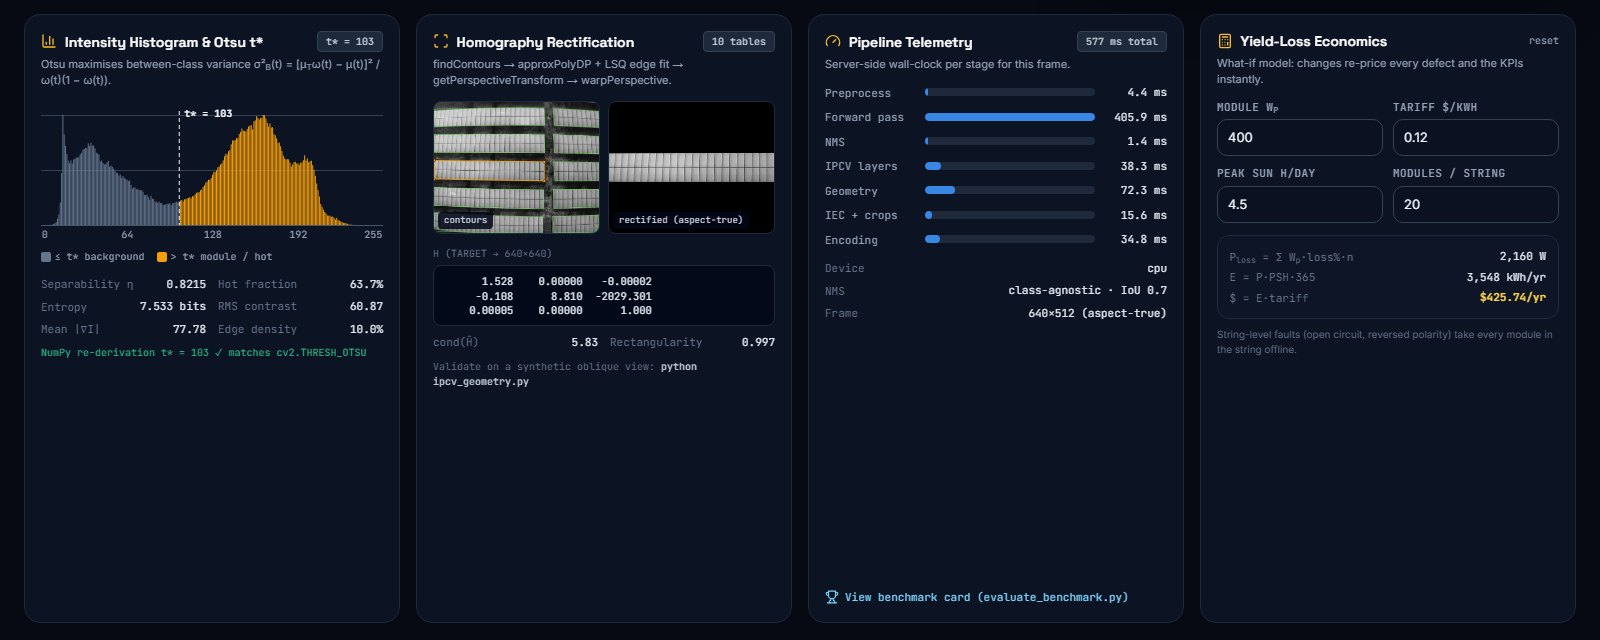 Intensity Histogram & Otsu t*
t* = 103
Otsu maximises between-class variance σ²B(t) = [μTω(t) − μ(t)]² /
ω(t)(1 − ω(t)).
t* = 103
0 64 128 192 255
≤ t* background > t* module / hot
Separability η 0.8215 Hot fraction 63.7%
Entropy 7.533 bits RMS contrast 60.87
Mean |∇I| 77.78 Edge density 10.0%
NumPy re-derivation t* = 103 ✓ matches cv2.THRESH_OTSU
Homography Rectification
10 tables
findContours → approxPolyDP + LSQ edge fit →
getPerspectiveTransform → warpPerspective.
contours
rectified (aspect-true)
H (TARGET → 640×640)
1.528 0.00000 -0.00002
-0.108 8.810 -2029.301
0.00005 0.00000 1.000
cond(Ĥ) 5.83 Rectangularity 0.997
Validate on a synthetic oblique view: python
ipcv_geometry.py
Pipeline Telemetry
577 ms total
Server-side wall-clock per stage for this frame.
Preprocess 4.4 ms
Forward pass 405.9 ms
NMS 1.4 ms
IPCV layers 38.3 ms
Geometry 72.3 ms
IEC + crops 15.6 ms
Encoding 34.8 ms
Device cpu
NMS class-agnostic · IoU 0.7
Frame 640×512 (aspect-true)
View benchmark card (evaluate_benchmark.py)
Yield-Loss Economics
reset
What-if model: changes re-price every defect and the KPIs
instantly.
MODULE Wp TARIFF $/KWH
400 0.12
PEAK SUN H/DAY MODULES / STRING
4.5 20
Ploss = Σ Wp·loss%·n 2,160 W
E = P·PSH·365 3,548 kWh/yr
$ = E·tariff $425.74/yr
String-level faults (open circuit, reversed polarity) take every module in
the string offline.